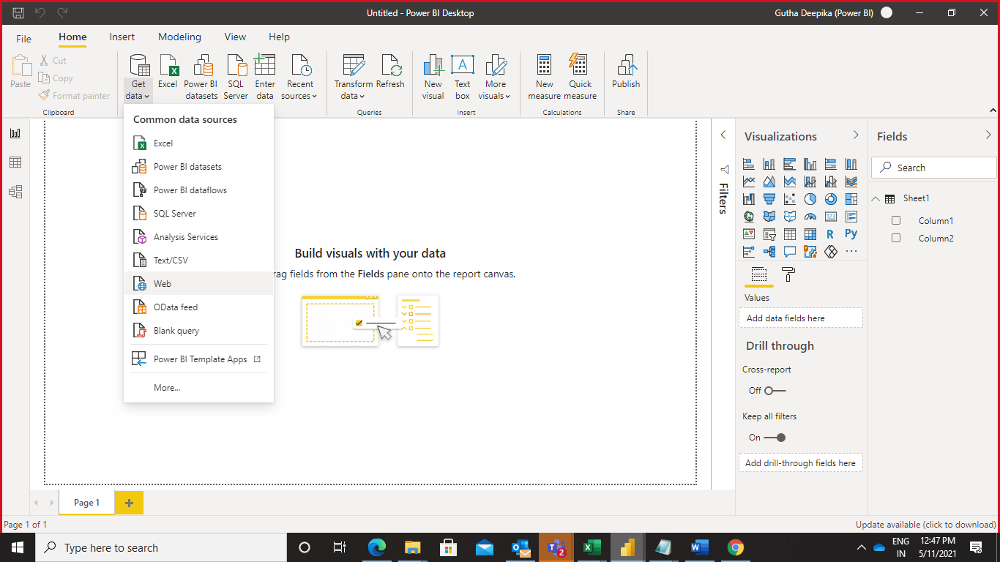 Untitled - Power BI Desktop
Gutha Deepika (Power BI)
File
Home
Insert
Modeling
View
Help
Paste
Cut
Copy
Format painter
Clipboard
Get data
Excel
Power BI datasets
SQL Server
Enter data
Recent sources
Transform data
Refresh
Queries
New visual
Text box
More visuals
Insert
New measure
Quick measure
Calculations
Publish
Share
Common data sources
Excel
Power BI datasets
Power BI dataflows
SQL Server
Analysis Services
Text/CSV
Web
OData feed
Blank query
Power BI Template Apps
More...
Build visuals with your data
rag fields from the Fields pane onto the report canvas.
Filters
Visualizations
123
R
Py
Values
Add data fields here
Drill through
Cross-report
Off
Keep all filters
On
Add drill-through fields here
Fields
Search
Sheet1
Column1
Column2
Page 1
Page 1 of 1
Update available (click to download)
Type here to search
2
ENG
IN
12:47 PM
5/11/2021